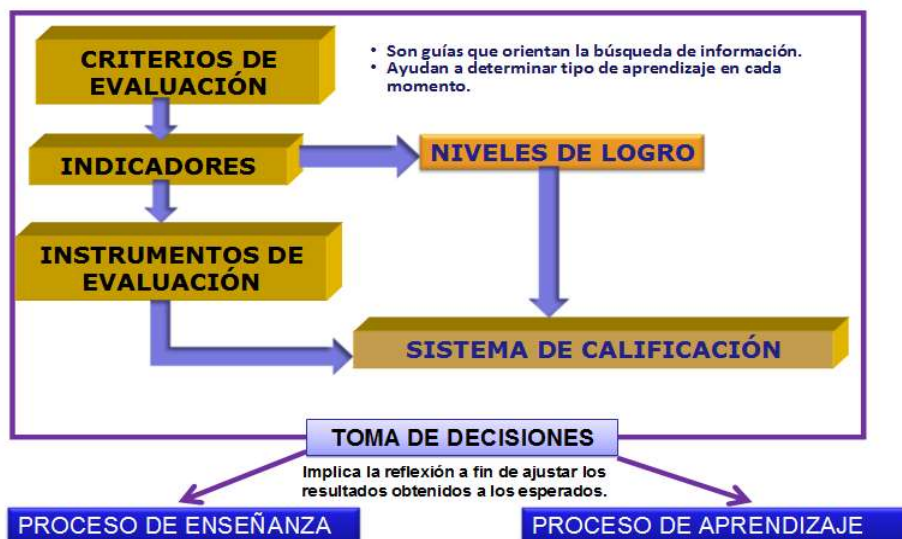 CRITERIOS DE
EVALUACIÓN
• Son guías que orientan la búsqueda de información.
• Ayudan a determinar tipo de aprendizaje en cada
momento.
INDICADORES
NIVELES DE LOGRO
INSTRUMENTOS DE
EVALUACIÓN
SISTEMA DE CALIFICACIÓN
TOMA DE DECISIONES
Implica la reflexión a fin de ajustar los
resultados obtenidos a los esperados.
PROCESO DE ENSEÑANZA
PROCESO DE APRENDIZAJE